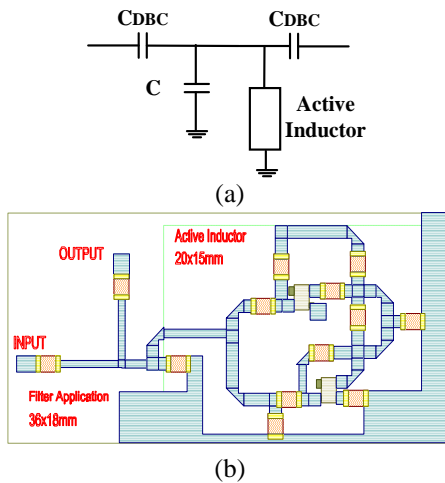 CDBC CDBC
C
Active
Inductor
(a)
OUTPUT
Active Inductor
20x15mm
INPUT
Filter Application
36x18mm
(b)